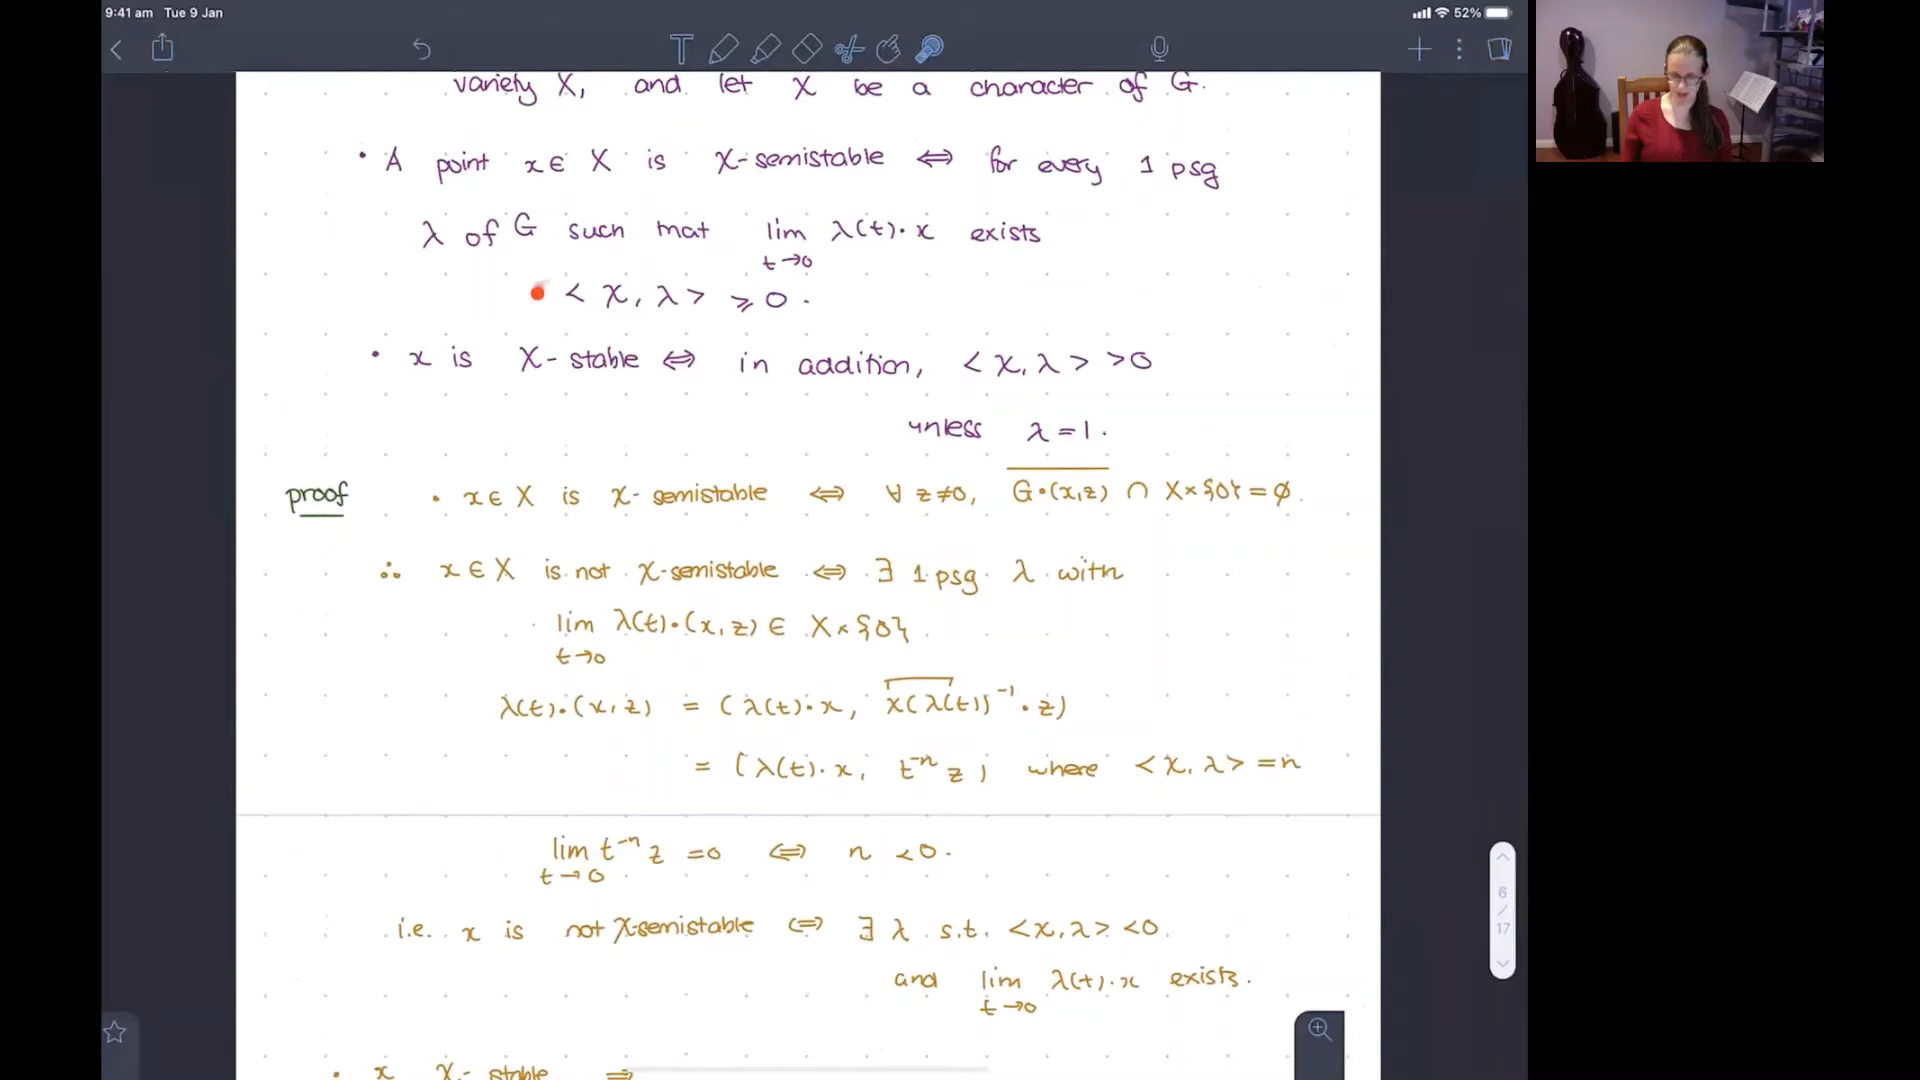 9:41 am Tue 9 Jan
52%
variety X, and let χ be a character of G.
• A point x ∈ X is χ-semistable ⇔ for every 1 psg
λ of G such that lim λ(t)·x exists
t→0
< χ, λ > ⩾ 0.
• x is χ-stable ⇔ in addition, < χ, λ > > 0
unless λ = 1.
proof • x ∈ X is χ-semistable ⇔ ∀ z≠0, \overline{G·(x,z)} ∩ X×{0} = ∅.
∴ x ∈ X is not χ-semistable ⇔ ∃ 1 psg λ with
lim λ(t)·(x,z) ∈ X×{0}
t→0
λ(t)·(x,z) = (λ(t)·x, χ(λ(t))⁻¹·z)
= (λ(t)·x, t⁻ⁿ z) where <χ,λ> = n
lim t⁻ⁿ z = 0 ⇔ n < 0.
t→0
i.e. x is not χ-semistable ⇔ ∃ λ s.t. <χ,λ> < 0.
and lim λ(t)·x exists.
t→0
• x χ-stable ⇒
6
/
17